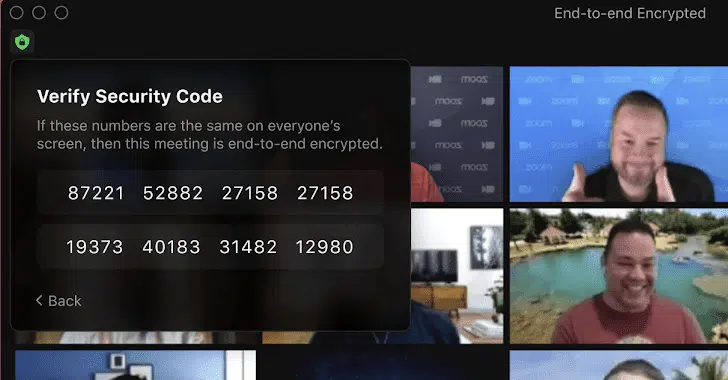 End-to-end Encrypted
Verify Security Code
If these numbers are the same on everyone's
screen, then this meeting is end-to-end encrypted.
87221 52882 27158 27158
19373 40183 31482 12980
< Back
zoom
zoom
zoom
zoom
zoom
zoom
zoom